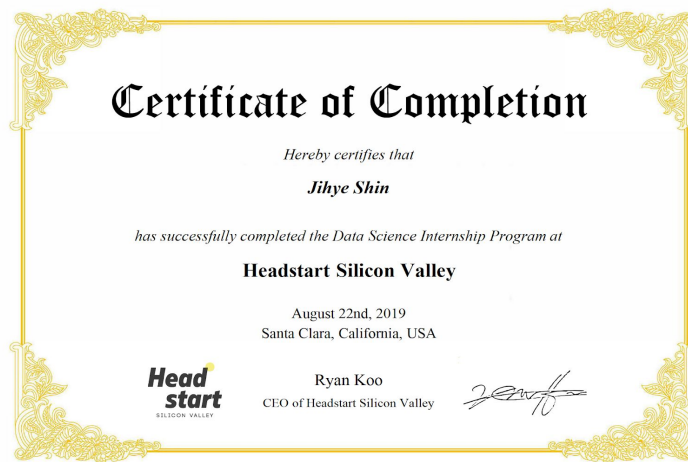 Certificate of Completion
Hereby certifies that
Jihye Shin
has successfully completed the Data Science Internship Program at
Headstart Silicon Valley
August 22nd, 2019
Santa Clara, California, USA
Head
start
SILICON VALLEY
Ryan Koo
CEO of Headstart Silicon Valley